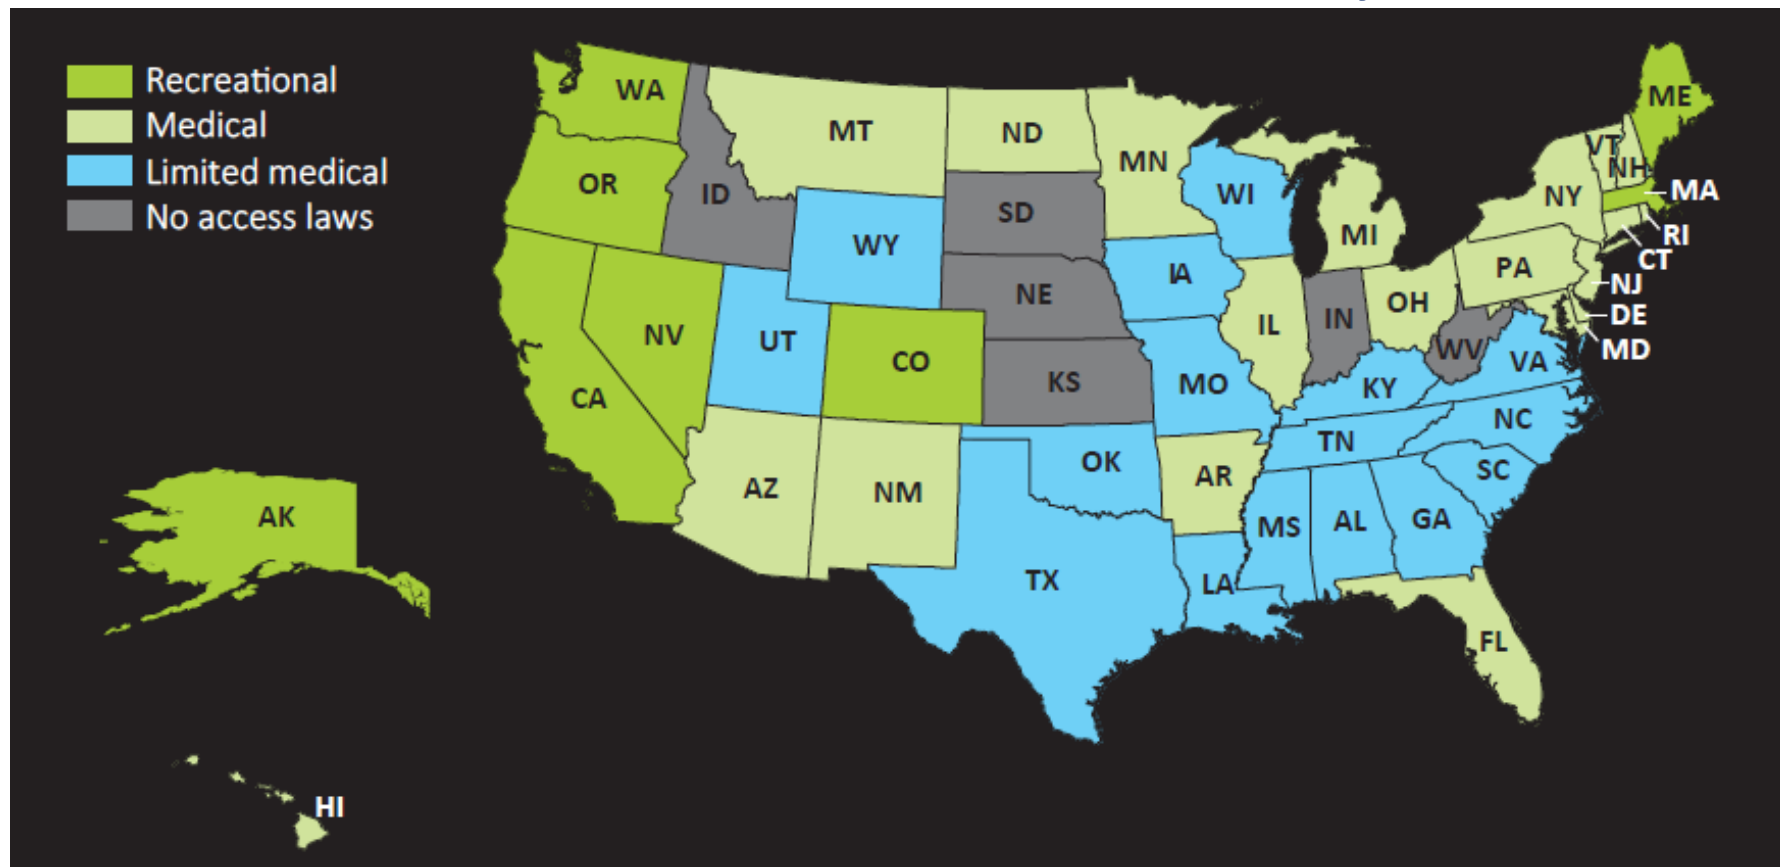 Recreational
Medical
Limited medical
No access laws
WA
MT
ND
MN
ME
VT
NH
OR
ID
SD
WI
NY
MA
WY
MI
RI
CT
IA
PA
NE
NJ
OH
NV
UT
CO
IL
IN
DE
WV
MD
VA
CA
KS
MO
KY
NC
TN
AZ
NM
OK
AR
SC
AK
MS
AL
GA
TX
LA
FL
HI